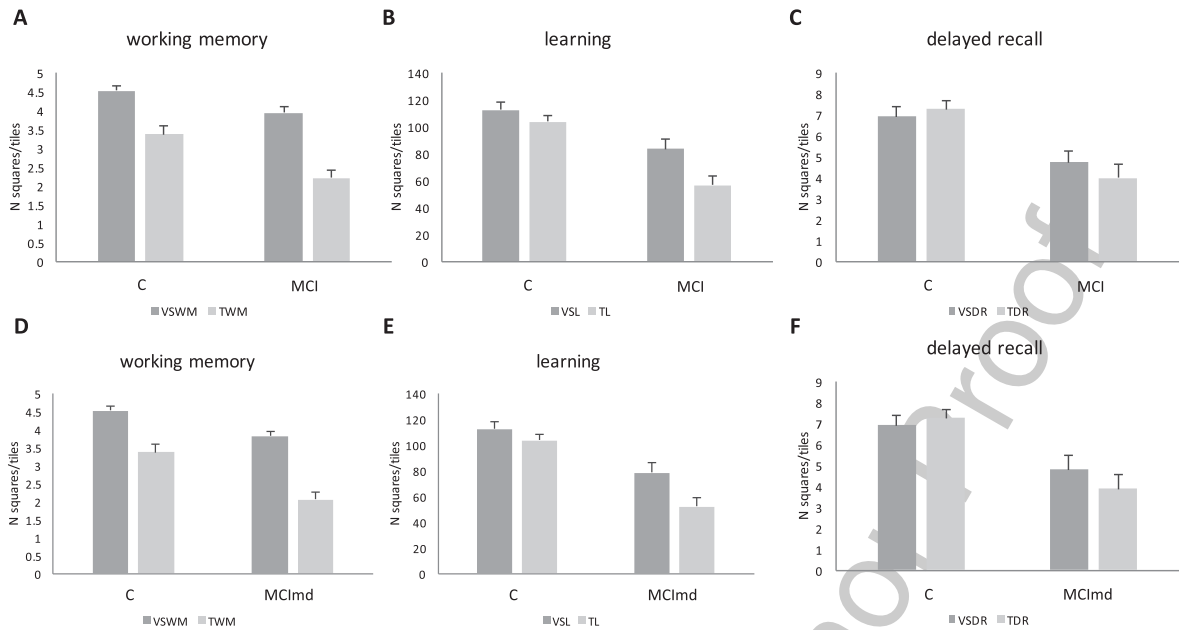 A
working memory
N squares/tiles
5
4.5
4
3.5
3
2.5
2
1.5
1
0.5
0
C MCI
VSWM TWM
B
learning
N squares/tiles
140
120
100
80
60
40
20
0
C MCI
VSL TL
C
delayed recall
N squares/tiles
9
8
7
6
5
4
3
2
1
0
C MCI
VSDR TDR
D
working memory
N squares/tiles
5
4.5
4
3.5
3
2.5
2
1.5
1
0.5
0
C MCImd
VSWM TWM
E
learning
N squares/tiles
140
120
100
80
60
40
20
0
C MCImd
VSL TL
F
delayed recall
N squares/tiles
9
8
7
6
5
4
3
2
1
0
C MCImd
VSDR TDR
Proof